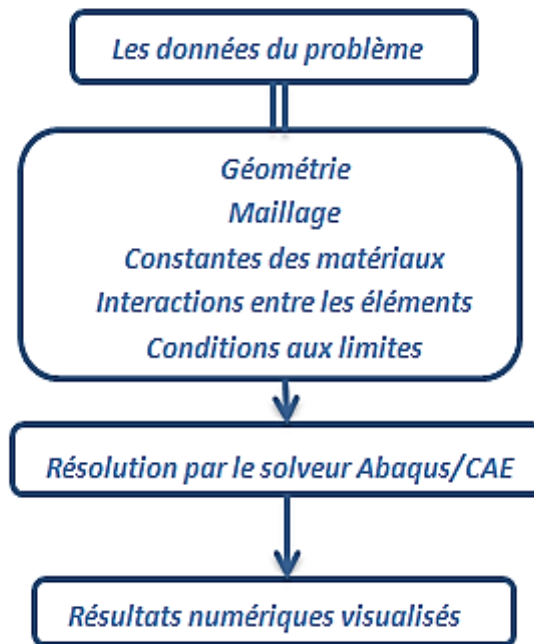 Les données du problème
Géométrie
Maillage
Constantes des matériaux
Interactions entre les éléments
Conditions aux limites
Résolution par le solveur Abaqus/CAE
Résultats numériques visualisés